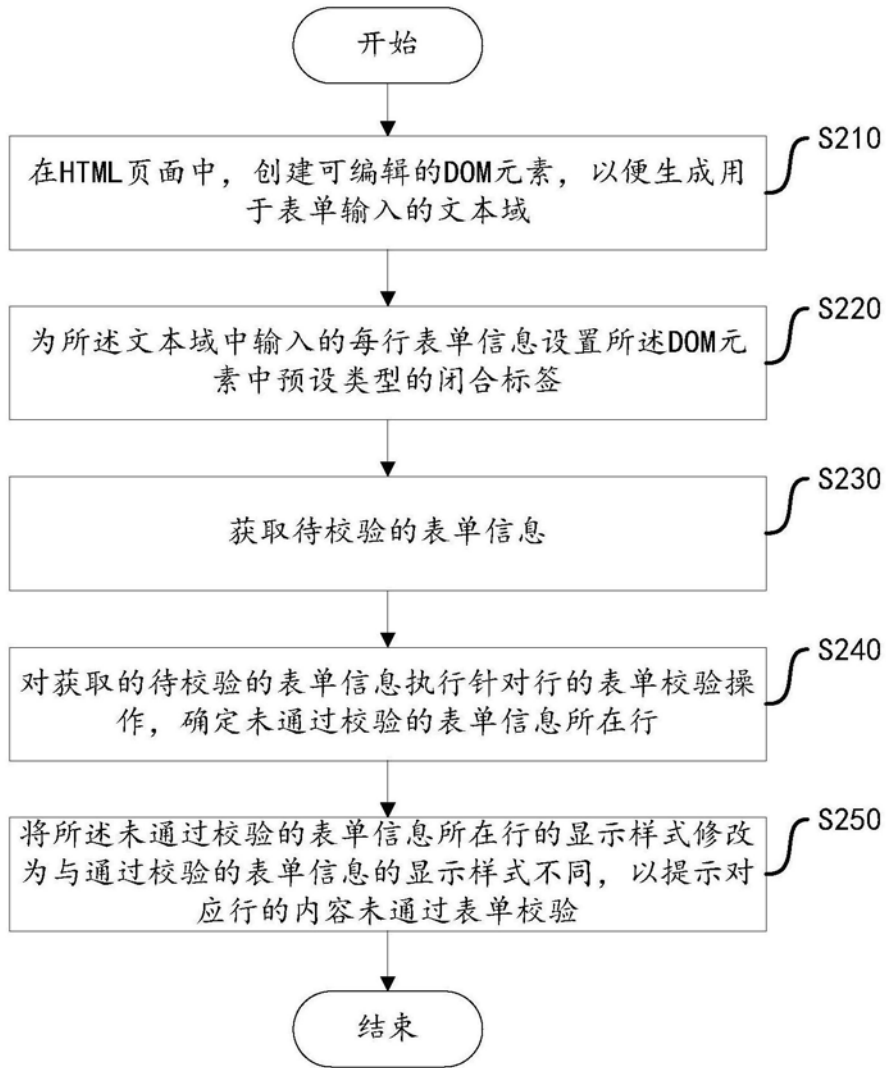 开始
S210
在HTML页面中，创建可编辑的DOM元素，以便生成用
于表单输入的文本域
S220
为所述文本域中输入的每行表单信息设置所述DOM元
素中预设类型的闭合标签
S230
获取待校验的表单信息
S240
对获取的待校验的表单信息执行针对行的表单校验操
作，确定未通过校验的表单信息所在行
S250
将所述未通过校验的表单信息所在行的显示样式修改
为与通过校验的表单信息的显示样式不同，以提示对
应行的内容未通过表单校验
结束